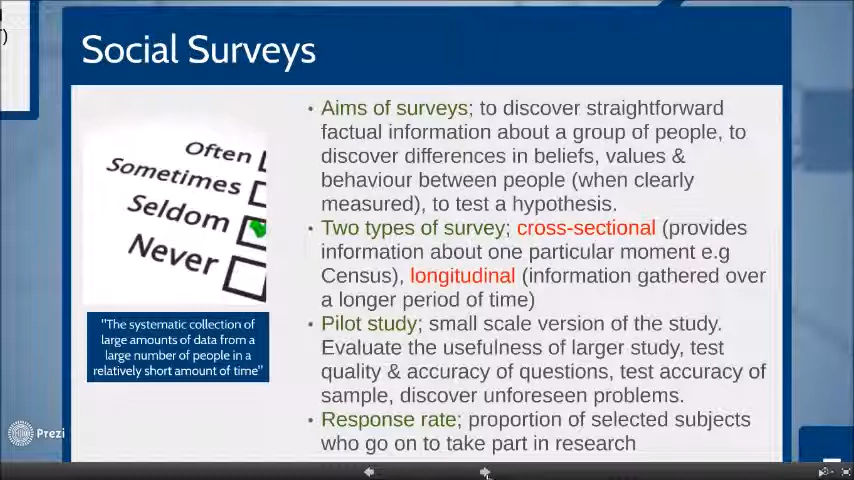 )
Social Surveys
Often
Sometimes
Seldom
Never
"The systematic collection of
large amounts of data from a
large number of people in a
relatively short amount of time"
• Aims of surveys; to discover straightforward
factual information about a group of people, to
discover differences in beliefs, values &
behaviour between people (when clearly
measured), to test a hypothesis.
• Two types of survey; cross-sectional (provides
information about one particular moment e.g
Census), longitudinal (information gathered over
a longer period of time)
• Pilot study; small scale version of the study.
Evaluate the usefulness of larger study, test
quality & accuracy of questions, test accuracy of
sample, discover unforeseen problems.
• Response rate; proportion of selected subjects
who go on to take part in research
Prezi